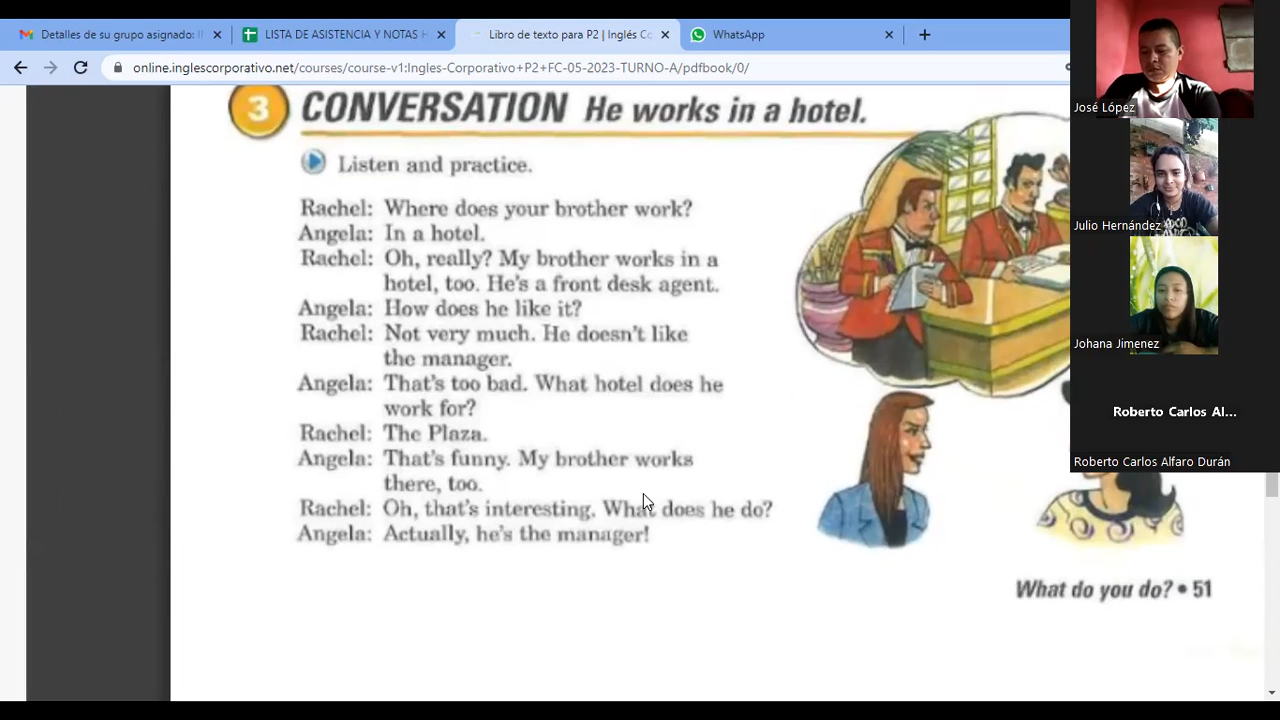 Detalles de su grupo asignado: I
LISTA DE ASISTENCIA Y NOTAS
Libro de texto para P2 | Inglés Co
WhatsApp
online.inglescorporativo.net/courses/course-v1:Ingles-Corporativo+P2+FC-05-2023-TURNO-A/pdfbook/0/
3 CONVERSATION He works in a hotel.
Listen and practice.
Rachel: Where does your brother work?
Angela: In a hotel.
Rachel: Oh, really? My brother works in a
hotel, too. He's a front desk agent.
Angela: How does he like it?
Rachel: Not very much. He doesn't like
the manager.
Angela: That's too bad. What hotel does he
work for?
Rachel: The Plaza.
Angela: That's funny. My brother works
there, too.
Rachel: Oh, that's interesting. What does he do?
Angela: Actually, he's the manager!
What do you do? • 51
José López
Julio Hernández
Johana Jimenez
Roberto Carlos Al...
Roberto Carlos Alfaro Durán